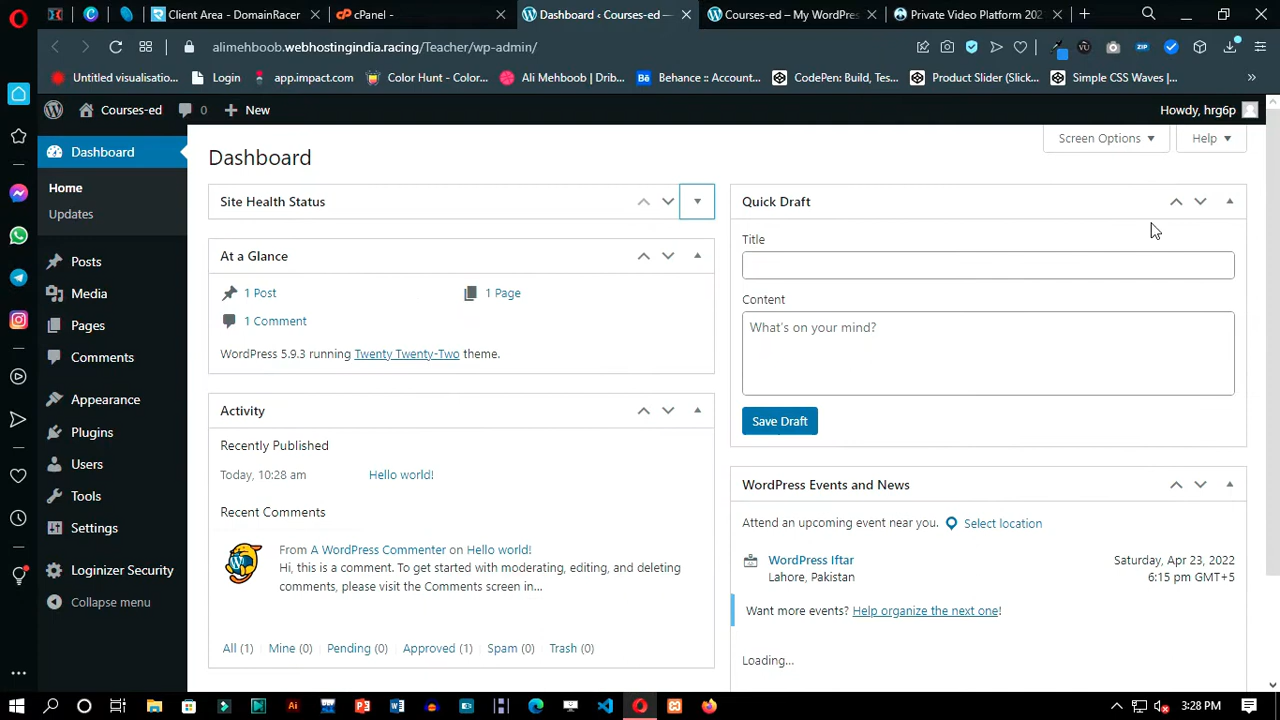 Client Area - DomainRacer
cPanel -
Dashboard ‹ Courses-ed —
Courses-ed – My WordPre
Private Video Platform 202
alimehboob.webhostingindia.racing/Teacher/wp-admin/
Untitled visualisatio...
Login
app.impact.com
Color Hunt - Color...
Ali Mehboob | Drib...
Behance :: Account...
CodePen: Build, Tes...
Product Slider (Slick...
Simple CSS Waves |...
Courses-ed
0
New
Howdy, hrg6p
Dashboard
Home
Updates
Posts
Media
Pages
Comments
Appearance
Plugins
Users
Tools
Settings
Loginizer Security
Collapse menu
Screen Options
Help
Dashboard
Site Health Status
At a Glance
1 Post
1 Page
1 Comment
WordPress 5.9.3 running Twenty Twenty-Two theme.
Activity
Recently Published
Today, 10:28 am
Hello world!
Recent Comments
From A WordPress Commenter on Hello world!
Hi, this is a comment. To get started with moderating, editing, and deleting
comments, please visit the Comments screen in...
All (1)
Mine (0)
Pending (0)
Approved (1)
Spam (0)
Trash (0)
Quick Draft
Title
Content
What's on your mind?
Save Draft
WordPress Events and News
Attend an upcoming event near you.
Select location
WordPress Iftar
Saturday, Apr 23, 2022
Lahore, Pakistan
6:15 pm GMT+5
Want more events? Help organize the next one!
Loading...
3:28 PM